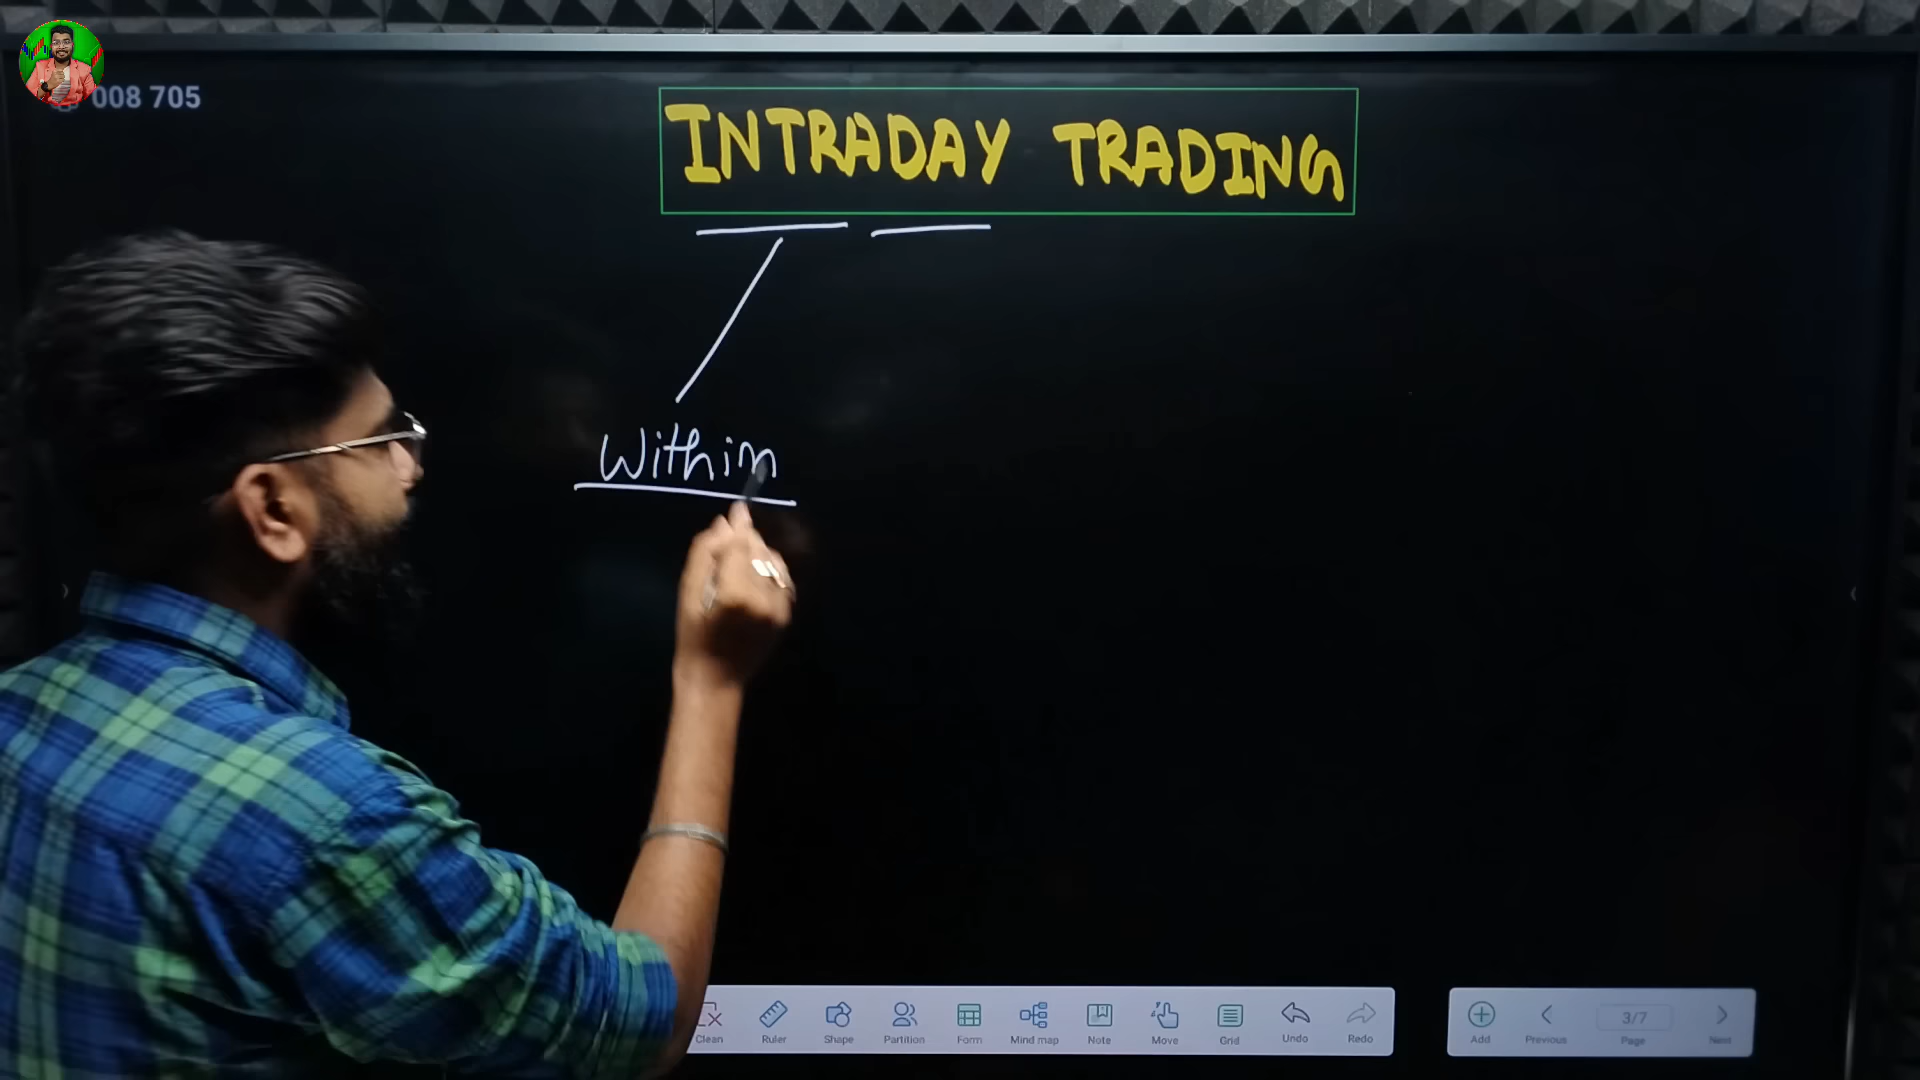 008 705
INTRADAY TRADING
Within
Clean Ruler Shape Partition Form Mind map Note Move Grid Undo Redo
Add Previous 3/7 Page Next